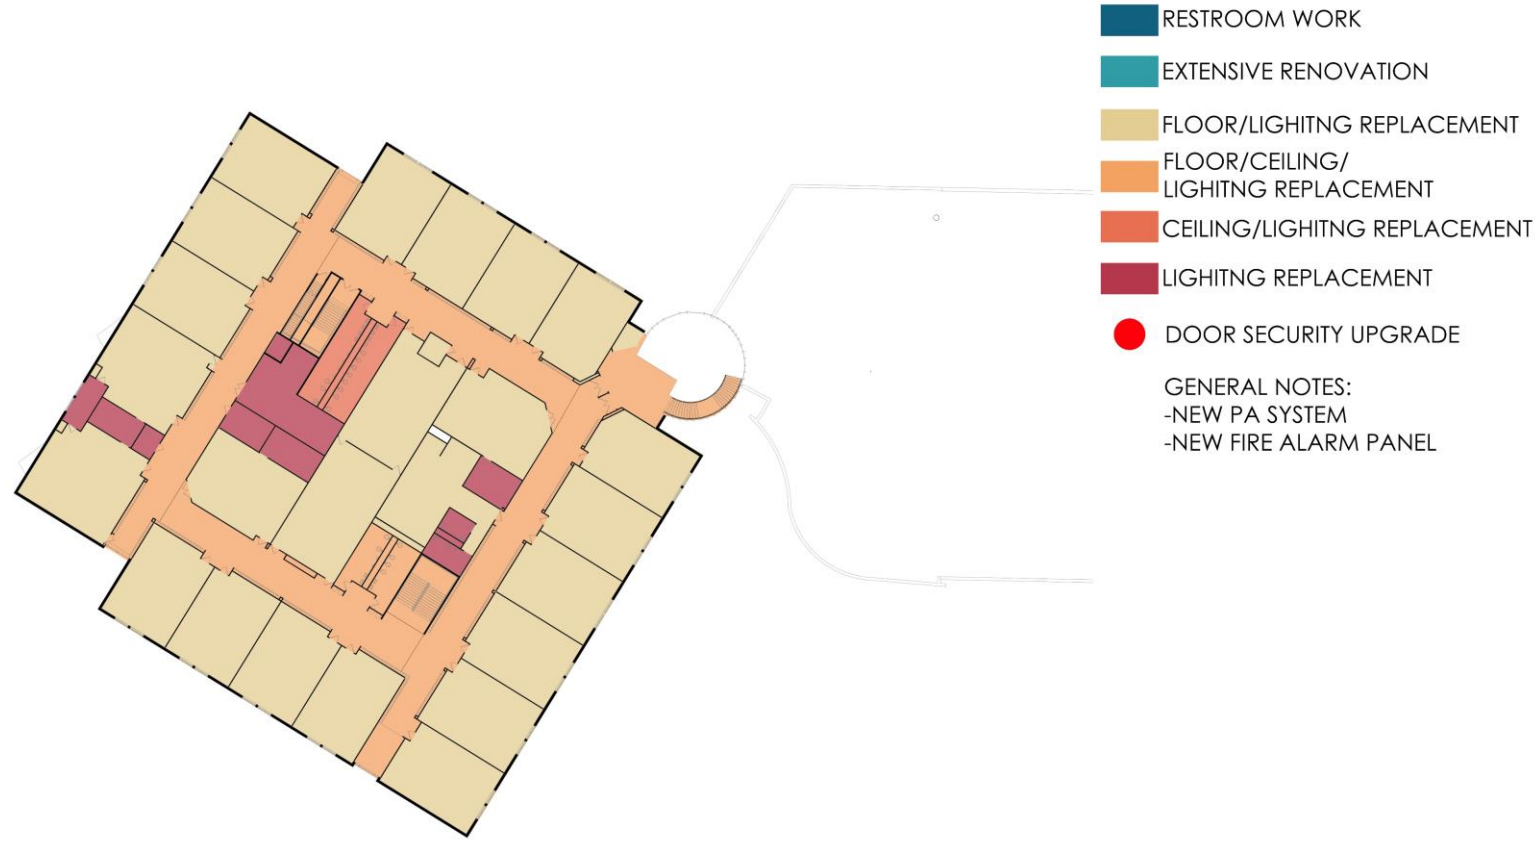 RESTROOM WORK
EXTENSIVE RENOVATION
FLOOR/LIGHITNG REPLACEMENT
FLOOR/CEILING/
LIGHITNG REPLACEMENT
CEILING/LIGHITNG REPLACEMENT
LIGHITNG REPLACEMENT
DOOR SECURITY UPGRADE
GENERAL NOTES:
-NEW PA SYSTEM
-NEW FIRE ALARM PANEL